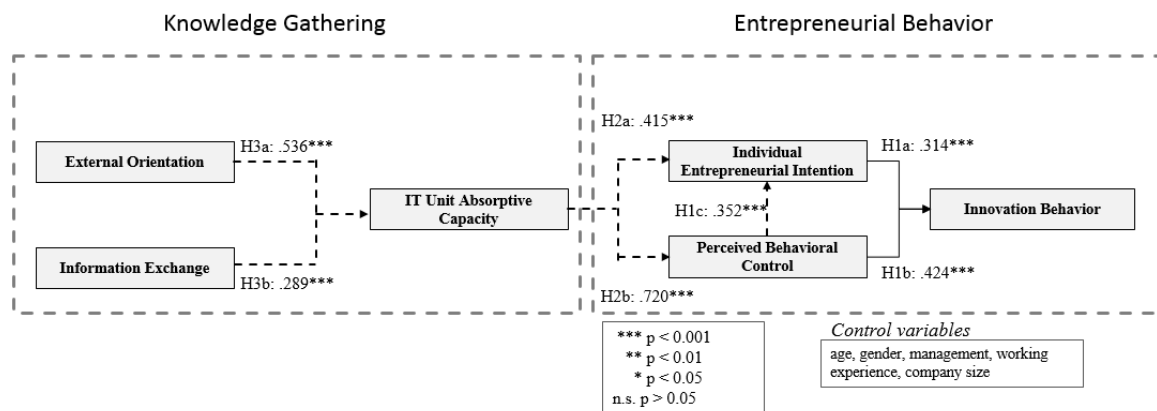 Knowledge Gathering
Entrepreneurial Behavior
H2a: .415***
H3a: .536***
External Orientation
Individual
Entrepreneurial Intention
H1a: .314***
IT Unit Absorptive
Capacity
H1c: .352***
Innovation Behavior
Information Exchange
H3b: .289***
Perceived Behavioral
Control
H1b: .424***
H2b: .720***
*** p < 0.001
** p < 0.01
* p < 0.05
n.s. p > 0.05
Control variables
age, gender, management, working
experience, company size